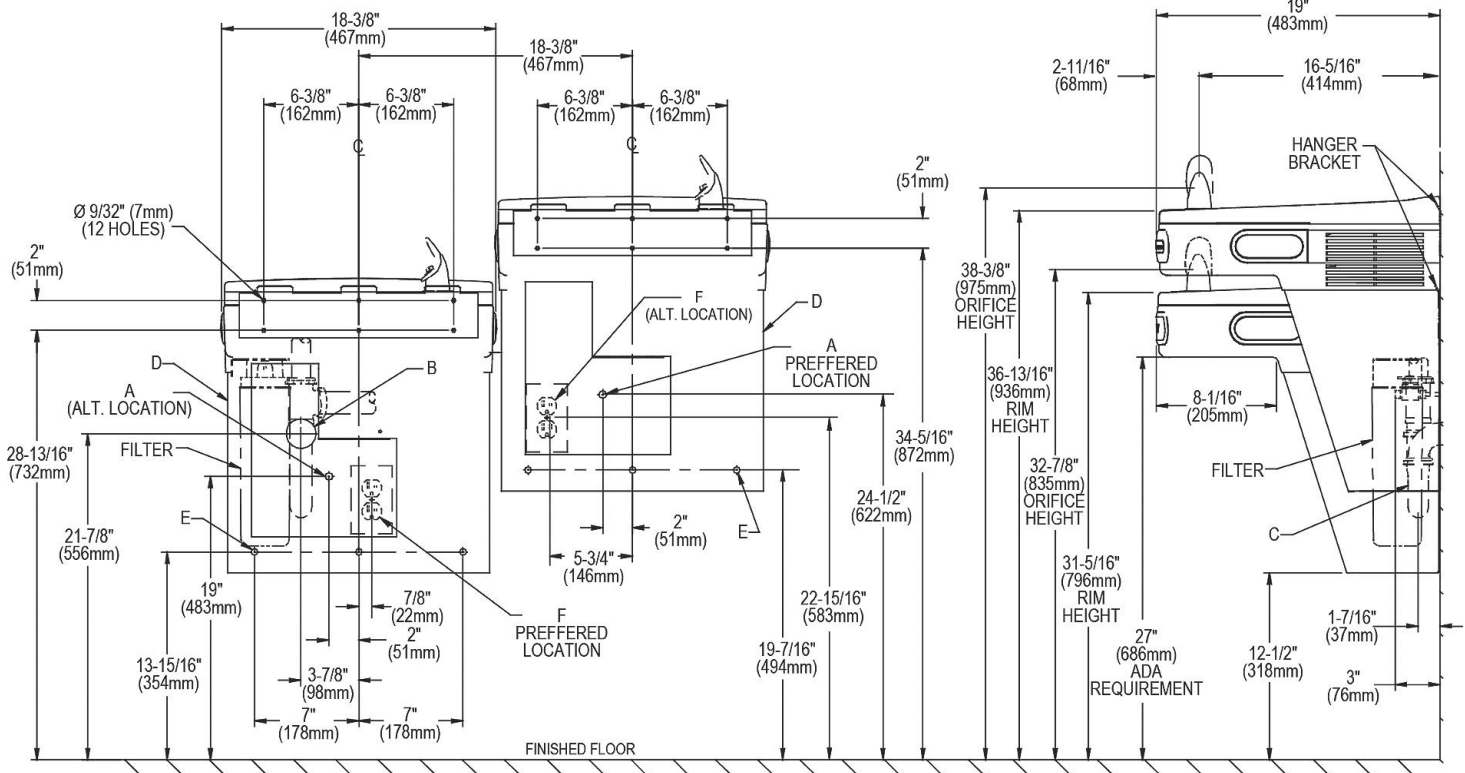 18-3/8"
(467mm)
18-3/8"
(467mm)
6-3/8"
(162mm)
6-3/8"
(162mm)
6-3/8"
(162mm)
6-3/8"
(162mm)
℄
℄
2"
(51mm)
Ø 9/32" (7mm)
(12 HOLES)
2"
(51mm)
F
(ALT. LOCATION)
D
A
PREFFERED
LOCATION
D
A
(ALT. LOCATION)
B
28-13/16"
(732mm)
FILTER
34-5/16"
(872mm)
21-7/8"
(556mm)
E
24-1/2"
(622mm)
2"
(51mm)
E
5-3/4"
(146mm)
19"
(483mm)
7/8"
(22mm)
F
PREFFERED
LOCATION
22-15/16"
(583mm)
2"
(51mm)
19-7/16"
(494mm)
13-15/16"
(354mm)
3-7/8"
(98mm)
7"
(178mm)
7"
(178mm)
FINISHED FLOOR
19"
(483mm)
2-11/16"
(68mm)
16-5/16"
(414mm)
HANGER
BRACKET
38-3/8"
(975mm)
ORIFICE
HEIGHT
36-13/16"
(936mm)
RIM
HEIGHT
8-1/16"
(205mm)
32-7/8"
(835mm)
ORIFICE
HEIGHT
FILTER
C
31-5/16"
(796mm)
RIM
HEIGHT
27"
(686mm)
ADA
REQUIREMENT
12-1/2"
(318mm)
1-7/16"
(37mm)
3"
(76mm)